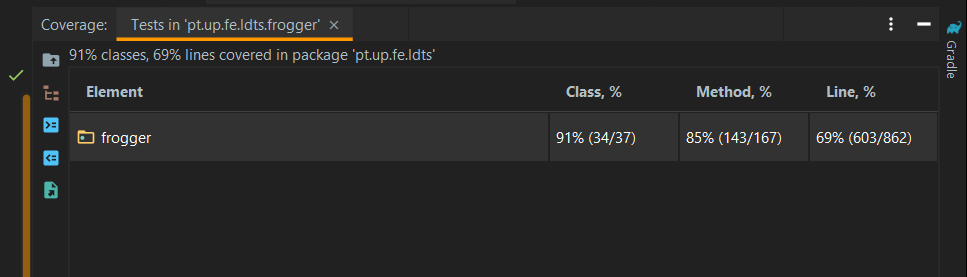 Coverage: Tests in 'pt.up.fe.ldts.frogger' ×
91% classes, 69% lines covered in package 'pt.up.fe.ldts'
Element Class, % Method, % Line, %
frogger 91% (34/37) 85% (143/167) 69% (603/862)
Gradle